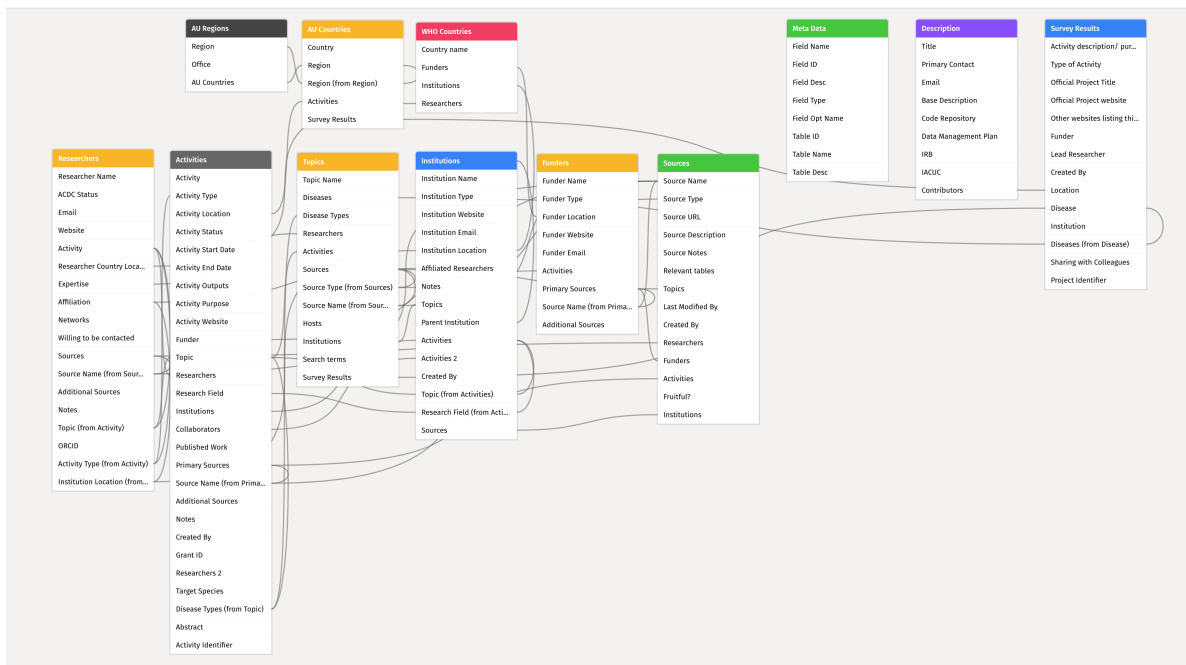 AU Regions
Region
Office
AU Countries
AU Countries
Country
Region
Region (from Region)
Activities
Survey Results
WHO Countries
Country name
Funders
Institutions
Researchers
Meta Data
Field Name
Field ID
Field Desc
Field Type
Field Opt Name
Table ID
Table Name
Table Desc
Description
Title
Primary Contact
Email
Base Description
Code Repository
Data Management Plan
IRB
IACUC
Contributors
Survey Results
Activity description/ pur...
Type of Activity
Official Project Title
Official Project website
Other websites listing thi...
Funder
Lead Researcher
Created By
Location
Disease
Institution
Diseases (from Disease)
Sharing with Colleagues
Project Identifier
Researchers
Researcher Name
ACDC Status
Email
Website
Activity
Researcher Country Loca...
Expertise
Affiliation
Networks
Willing to be contacted
Sources
Source Name (from Sour...
Additional Sources
Notes
Topic (from Activity)
ORCID
Activity Type (from Activity)
Institution Location (from...
Activities
Activity
Activity Type
Activity Location
Activity Status
Activity Start Date
Activity End Date
Activity Outputs
Activity Purpose
Activity Website
Funder
Topic
Researchers
Research Field
Institutions
Collaborators
Published Work
Primary Sources
Source Name (from Prima...
Additional Sources
Notes
Created By
Grant ID
Researchers 2
Target Species
Disease Types (from Topic)
Abstract
Activity Identifier
Topics
Topic Name
Diseases
Disease Types
Researchers
Activities
Sources
Source Type (from Sources)
Source Name (from Sour...
Hosts
Institutions
Search terms
Survey Results
Institutions
Institution Name
Institution Type
Institution Website
Institution Email
Institution Location
Affiliated Researchers
Notes
Topics
Parent Institution
Activities
Activities 2
Created By
Topic (from Activities)
Research Field (from Acti...
Sources
Funders
Funder Name
Funder Type
Funder Location
Funder Website
Funder Email
Activities
Primary Sources
Source Name (from Prima...
Additional Sources
Sources
Source Name
Source Type
Source URL
Source Description
Source Notes
Relevant tables
Topics
Last Modified By
Created By
Researchers
Funders
Activities
Fruitful?
Institutions